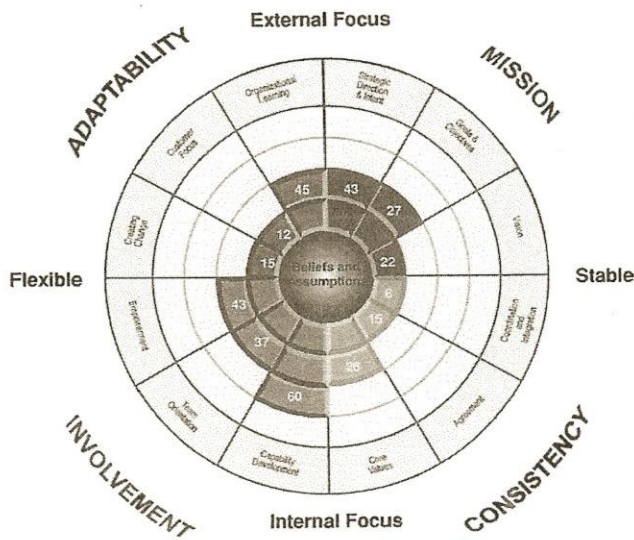 External Focus
ADAPTABILITY
MISSION
Organizational
Learning
Strategic
Direction
& Intent
Customer
Focus
Goals &
Objectives
Creating
Change
Vision
45
43
27
12
15
22
Beliefs and
Assumptions
Flexible
Stable
43
6
15
37
26
60
Empowerment
Coordination
and
Integration
Team
Orientation
Agreement
Capability
Development
Core
Values
INVOLVEMENT
CONSISTENCY
Internal Focus